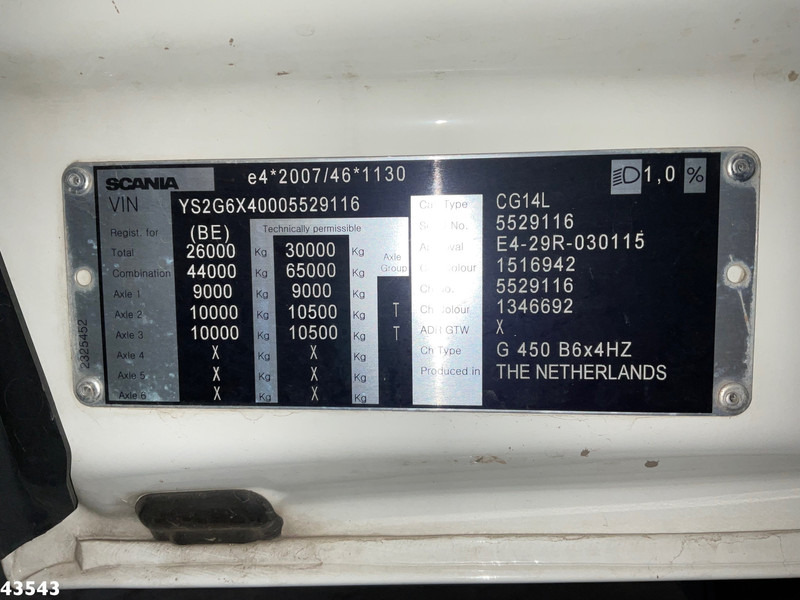 SCANIA e4*2007/46*1130 1,0 %
VIN YS2G6X40005529116 Type CG14L
Regist. for (BE) Technically permissible No. 5529116
Total 26000 Kg 30000 Kg Axle Group E4-29R-030115
Combination 44000 Kg 65000 Kg 1516942
Axle 1 9000 Kg 9000 Kg 5529116
Axle 2 10000 Kg 10500 Kg T Ch colour 1346692
Axle 3 10000 Kg 10500 Kg T ADR GTW X
Axle 4 X Kg X Kg Ch Type G 450 B6x4HZ
Axle 5 X Kg X Kg Produced in THE NETHERLANDS
Axle 6 X Kg X Kg
2325452
43543